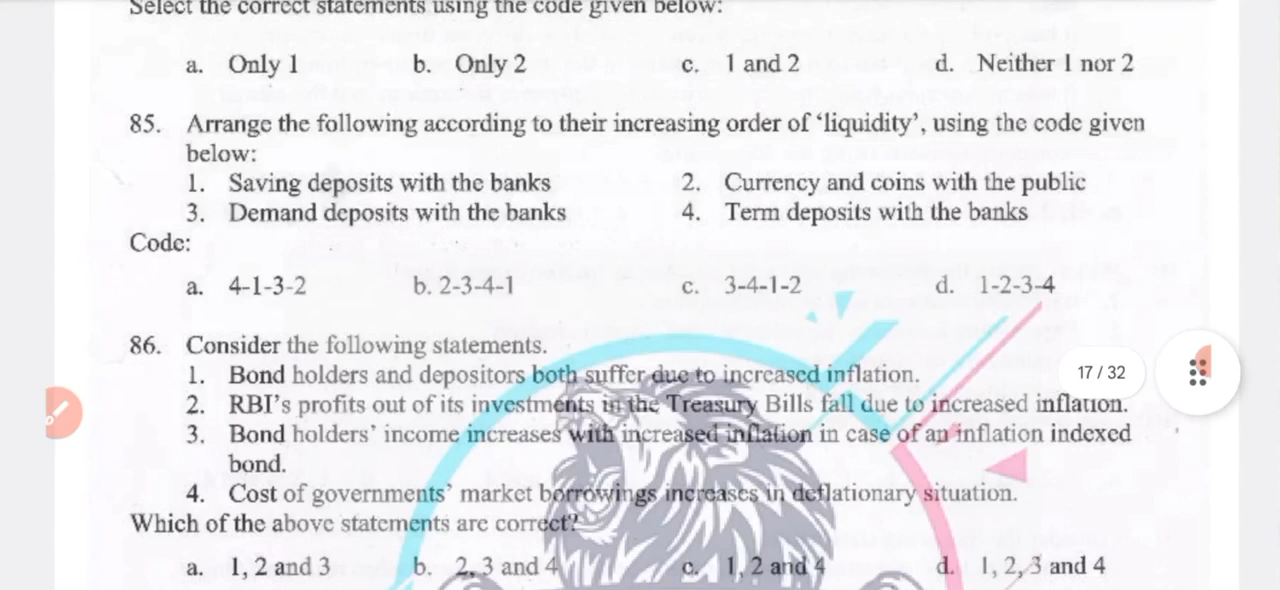 Select the correct statements using the code given below:
a. Only 1 b. Only 2 c. 1 and 2 d. Neither 1 nor 2
85. Arrange the following according to their increasing order of ‘liquidity’, using the code given
below:
1. Saving deposits with the banks 2. Currency and coins with the public
3. Demand deposits with the banks 4. Term deposits with the banks
Code:
a. 4-1-3-2 b. 2-3-4-1 c. 3-4-1-2 d. 1-2-3-4
86. Consider the following statements.
1. Bond holders and depositors both suffer due to increased inflation.
17 / 32
2. RBI’s profits out of its investments in the Treasury Bills fall due to increased inflation.
3. Bond holders’ income increases with increased inflation in case of an inflation indexed
bond.
4. Cost of governments’ market borrowings increases in deflationary situation.
Which of the above statements are correct?
a. 1, 2 and 3 b. 2, 3 and 4 c. 1, 2 and 4 d. 1, 2, 3 and 4